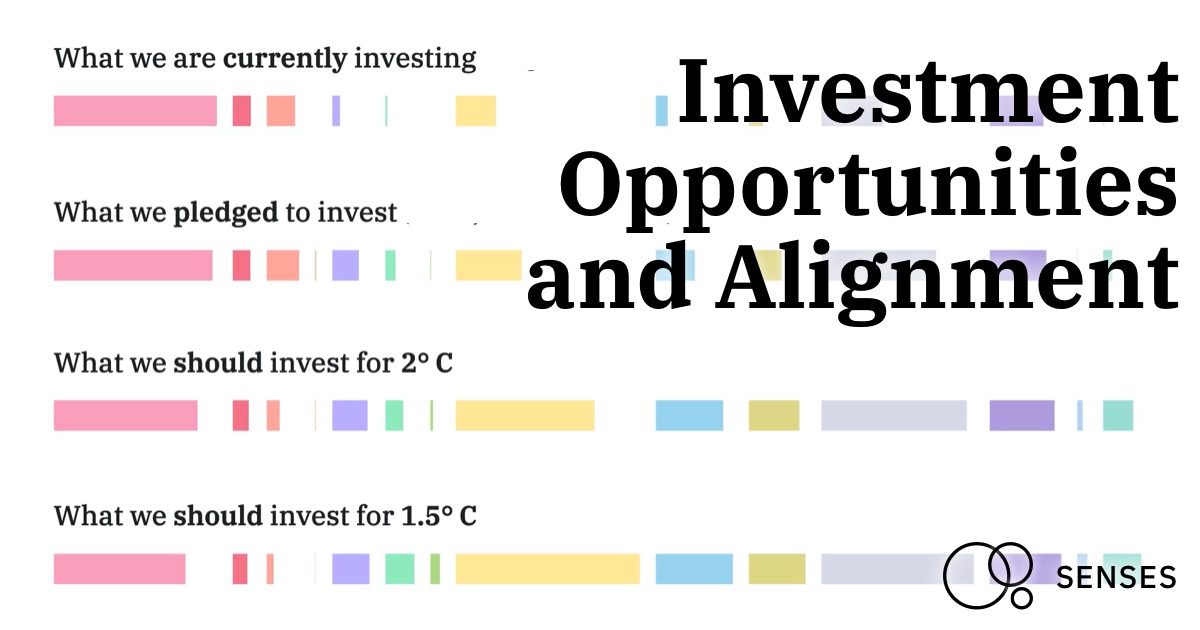 What we are currently investing
Investment
Opportunities
and Alignment
What we pledged to invest
What we should invest for 2° C
What we should invest for 1.5° C
SENSES